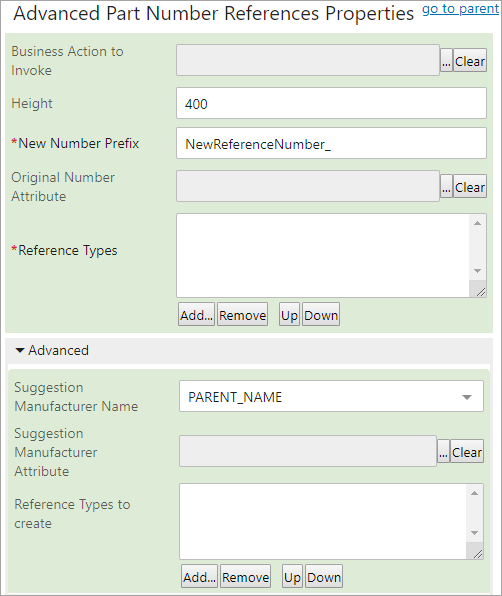 Advanced Part Number References Properties go to parent
Business Action to
Invoke
... Clear
Height
400
*New Number Prefix
NewReferenceNumber_
Original Number
Attribute
... Clear
*Reference Types
Add... Remove Up Down
Advanced
Suggestion
Manufacturer Name
PARENT_NAME
Suggestion
Manufacturer
Attribute
... Clear
Reference Types to
create
Add... Remove Up Down